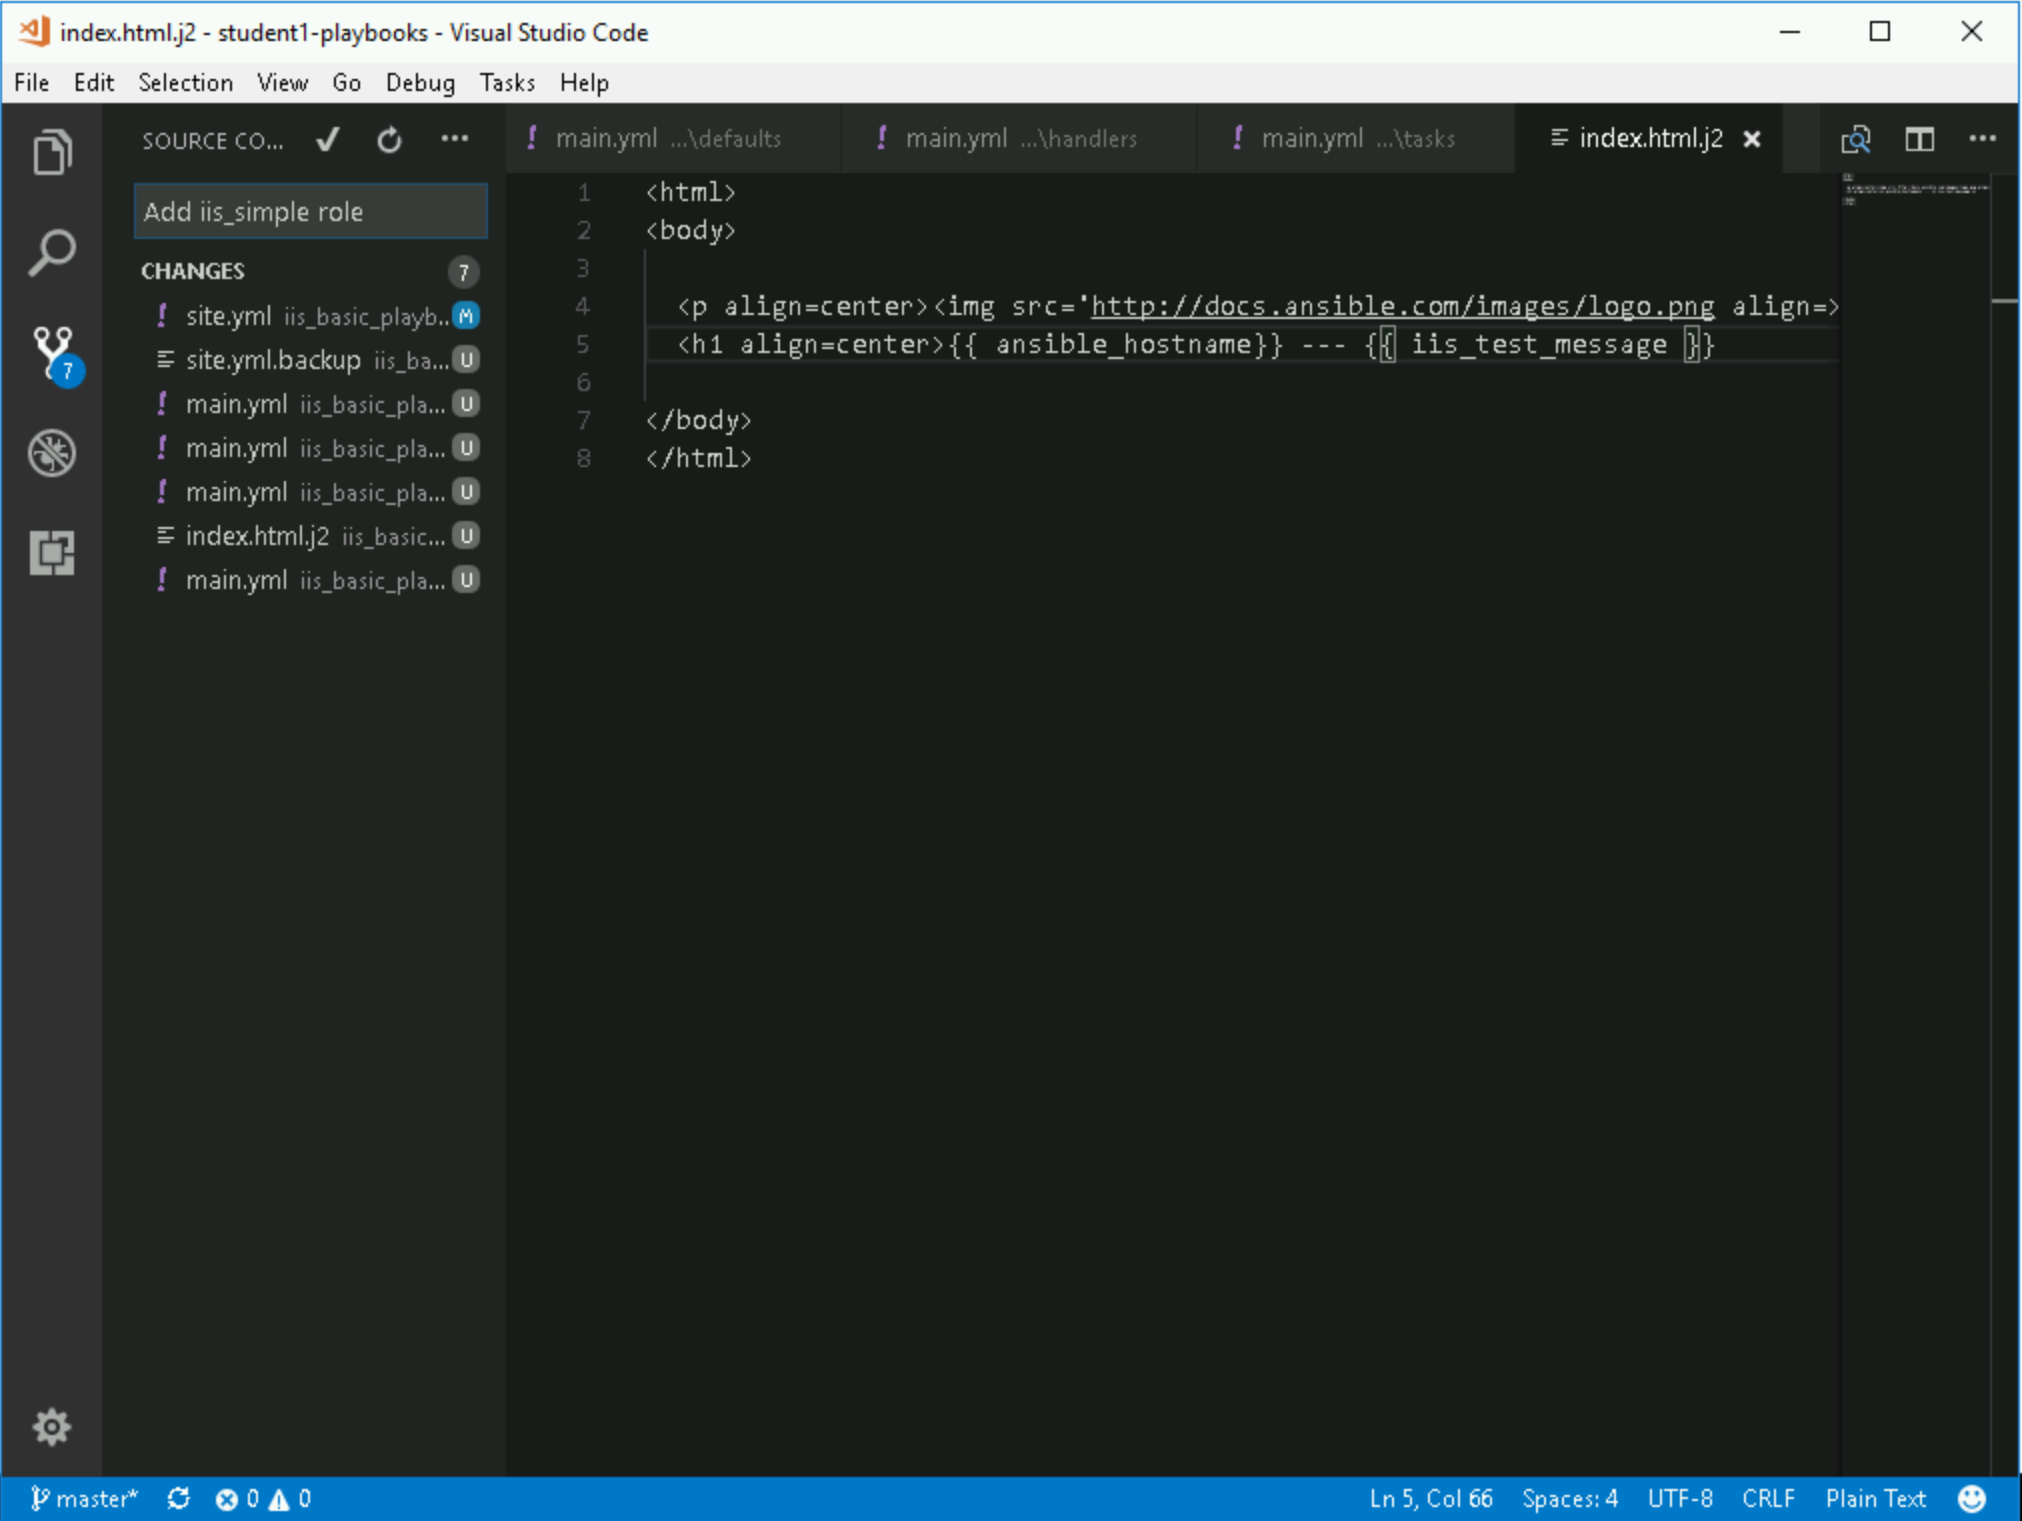 index.html.j2 - student1-playbooks - Visual Studio Code
File Edit Selection View Go Debug Tasks Help
SOURCE CO...
main.yml ...\defaults
main.yml ...\handlers
main.yml ...\tasks
index.html.j2
Add iis_simple role
CHANGES 7
site.yml iis_basic_playb.. M
site.yml.backup iis_ba... U
main.yml iis_basic_pla... U
main.yml iis_basic_pla... U
main.yml iis_basic_pla... U
index.html.j2 iis_basic... U
main.yml iis_basic_pla... U
7
1 <html>
2 <body>
3
4 <p align=center><img src='http://docs.ansible.com/images/logo.png align=>
5 <h1 align=center>{{ ansible_hostname}} --- {{ iis_test_message }}
6
7 </body>
8 </html>
master* 0 0 Ln 5, Col 66 Spaces: 4 UTF-8 CRLF Plain Text